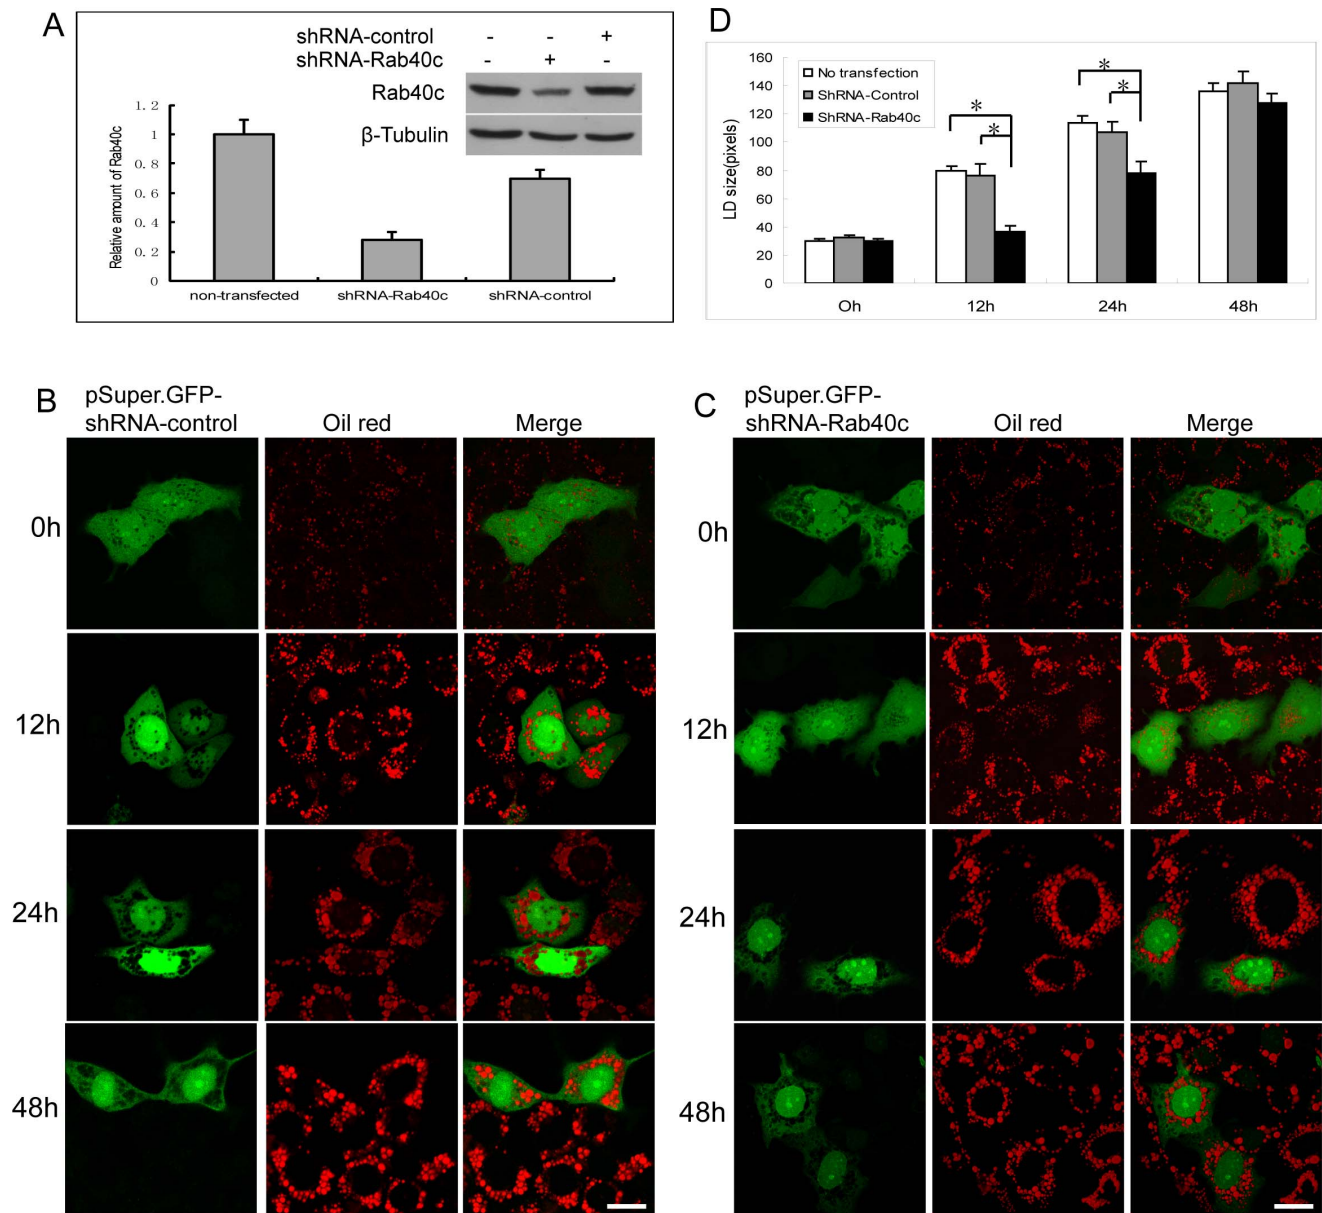 A
shRNA-control - - +
shRNA-Rab40c - + -
Rab40c
β-Tubulin
Relative amount of Rab40c
1. 2
1
0. 8
0. 6
0. 4
0. 2
0
non-transfected shRNA-Rab40c shRNA-control
D
LD size(pixels)
160
140
120
100
80
60
40
20
0
No transfection
ShRNA-Control
ShRNA-Rab40c
* *
* *
Oh 12h 24h 48h
B
pSuper.GFP-
shRNA-control Oil red Merge
0h
12h
24h
48h
C
pSuper.GFP-
shRNA-Rab40c Oil red Merge
0h
12h
24h
48h